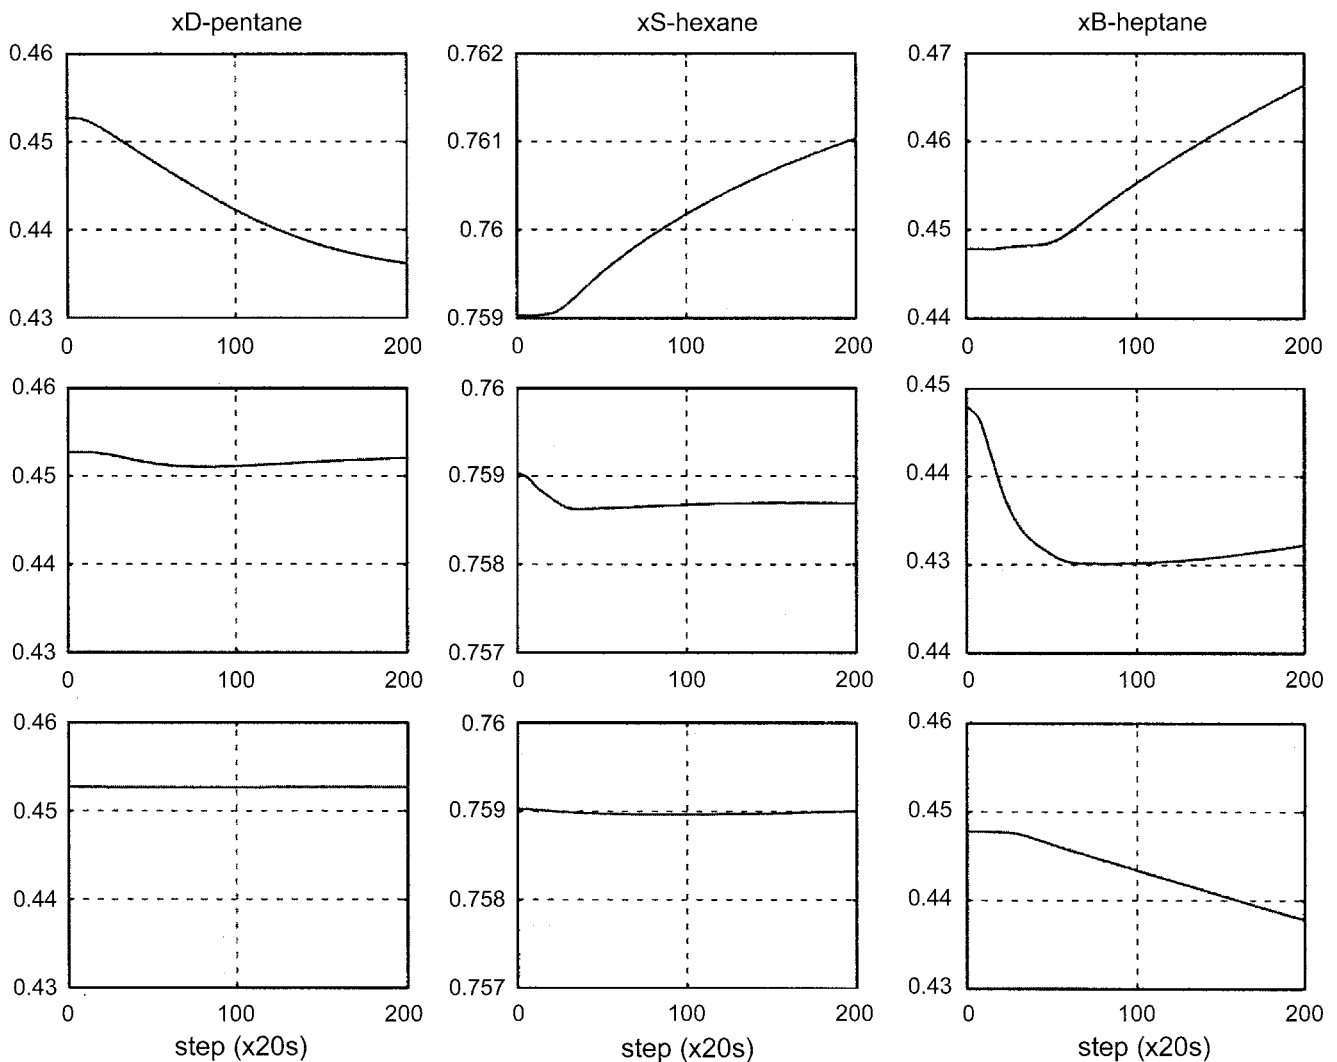 xD-pentane xS-hexane xB-heptane
0.46 0.762 0.47
0.45 0.761 0.46
0.44 0.76 0.45
0.43 0.759 0.44
0 100 200 0 100 200 0 100 200
0.46 0.76 0.45
0.45 0.759 0.44
0.44 0.758 0.43
0.43 0.757 0.44
0 100 200 0 100 200 0 100 200
0.46 0.76 0.46
0.45 0.759 0.45
0.44 0.758 0.44
0.43 0.757 0.43
0 100 200 0 100 200 0 100 200
step (x20s) step (x20s) step (x20s)